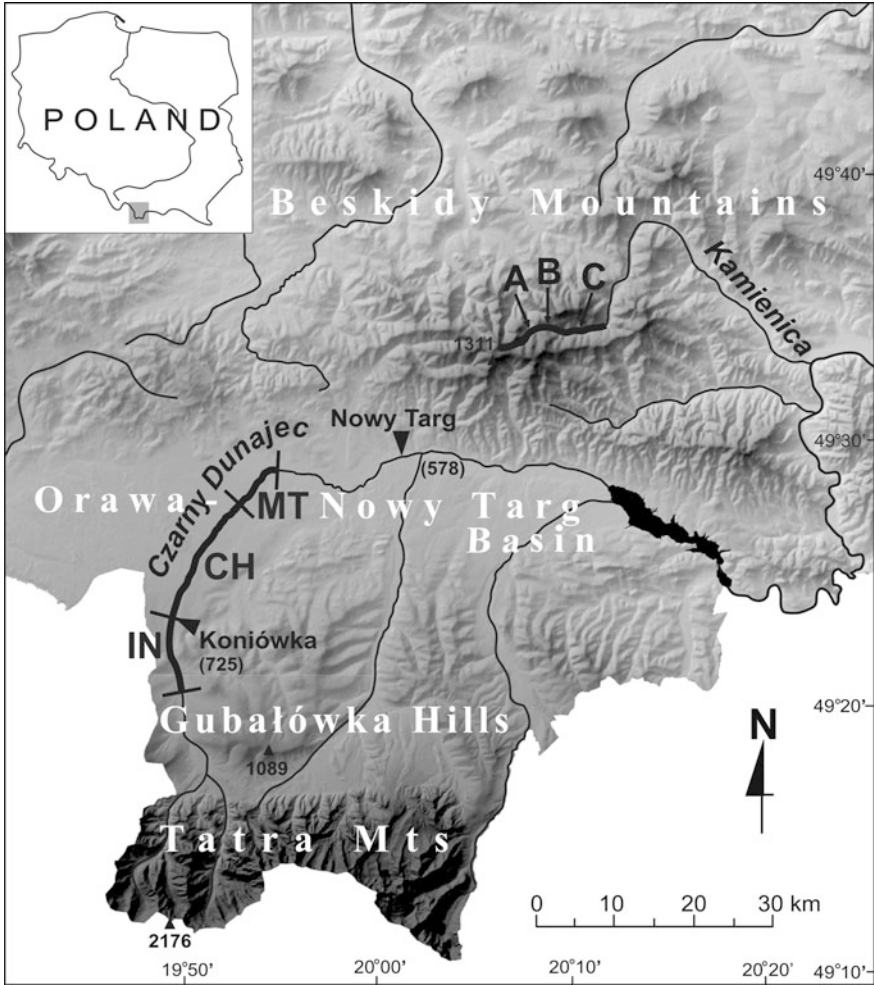 POLAND
49°40'
Beskidy Mountains
Kamienica
A B C
1311
Nowy Targ
49°30'
(578)
Czarny Dunajec
Orawa-Nowy Targ
Basin
MT
CH
IN
Koniówka
(725)
49°20'
Gubałówka Hills
N
1089
Tatra Mts
0 10 20 30 km
2176
19°50' 20°00' 20°10' 20°20' 49°10'